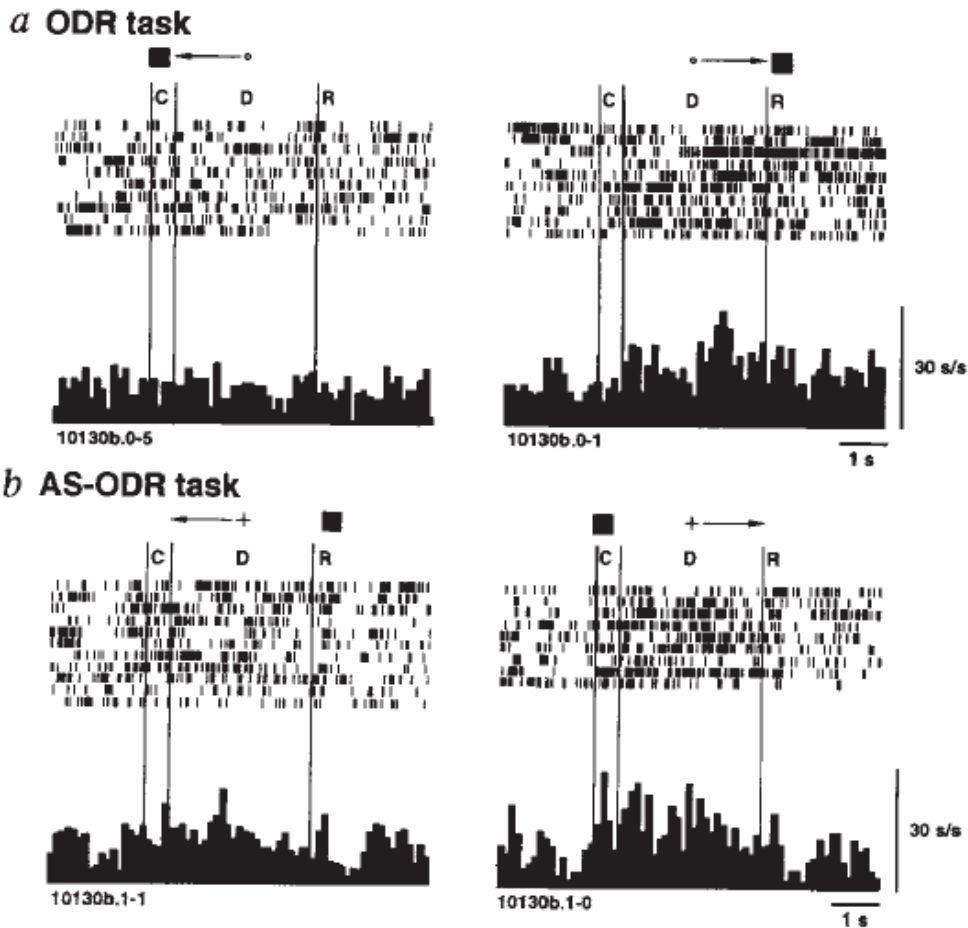 a ODR task
C D R
C D R
30 s/s
10130b.0-5
10130b.0-1
1 s
b AS-ODR task
C D R
C D R
30 s/s
10130b.1-1
10130b.1-0
1 s